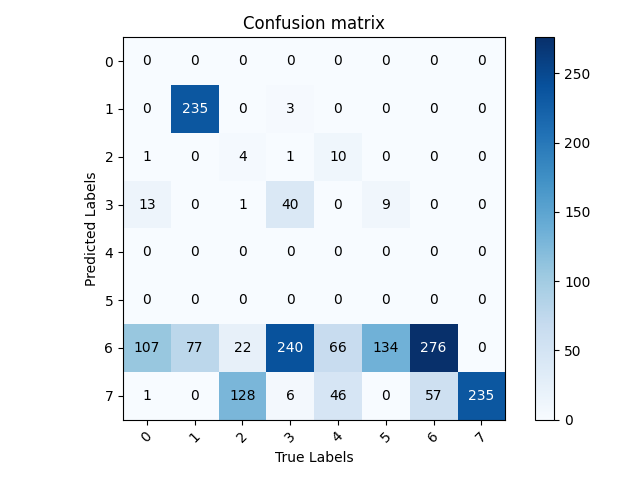 Confusion matrix
Predicted Labels
0 0 0 0 0 0 0 0 0
1 0 235 0 3 0 0 0 0
2 1 0 4 1 10 0 0 0
3 13 0 1 40 0 9 0 0
4 0 0 0 0 0 0 0 0
5 0 0 0 0 0 0 0 0
6 107 77 22 240 66 134 276 0
7 1 0 128 6 46 0 57 235
0 1 2 3 4 5 6 7
True Labels
250
200
150
100
50
0